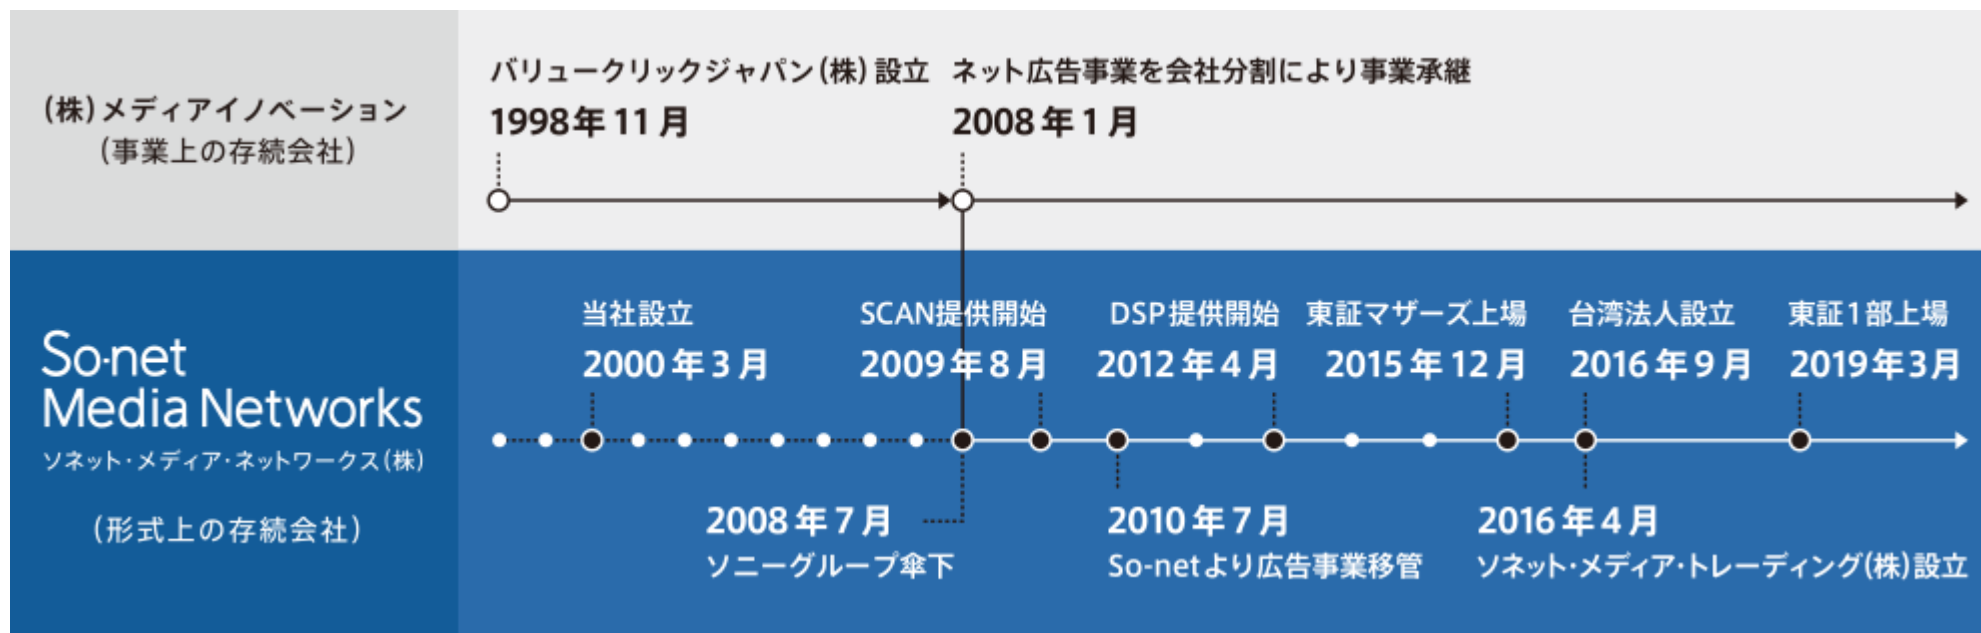 (株)メディアイノベーション
(事業上の存続会社)
バリュークリックジャパン(株)設立
1998年11月
ネット広告事業を会社分割により事業承継
2008年1月
So-net
Media Networks
ソネット・メディア・ネットワークス(株)
(形式上の存続会社)
当社設立
2000年3月
SCAN提供開始
2009年8月
DSP提供開始
2012年4月
東証マザーズ上場
2015年12月
台湾法人設立
2016年9月
東証1部上場
2019年3月
2008年7月
ソニーグループ傘下
2010年7月
So-netより広告事業移管
2016年4月
ソネット・メディア・トレーディング(株)設立